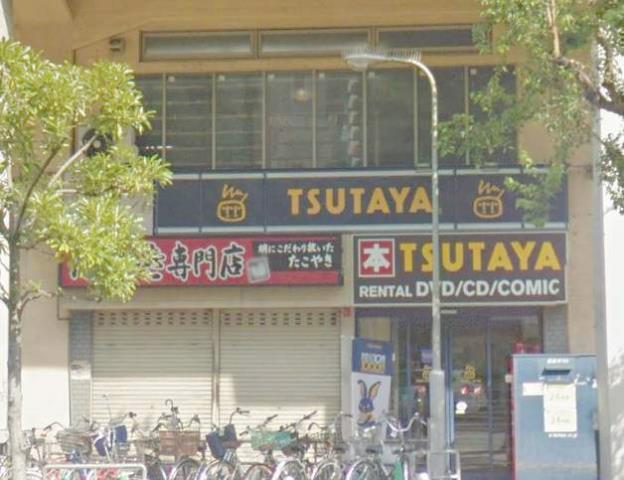 TSUTAYA
専門店
焼にこだわり抜いた
たこやき
本 TSUTAYA
RENTAL DVD/CD/COMIC